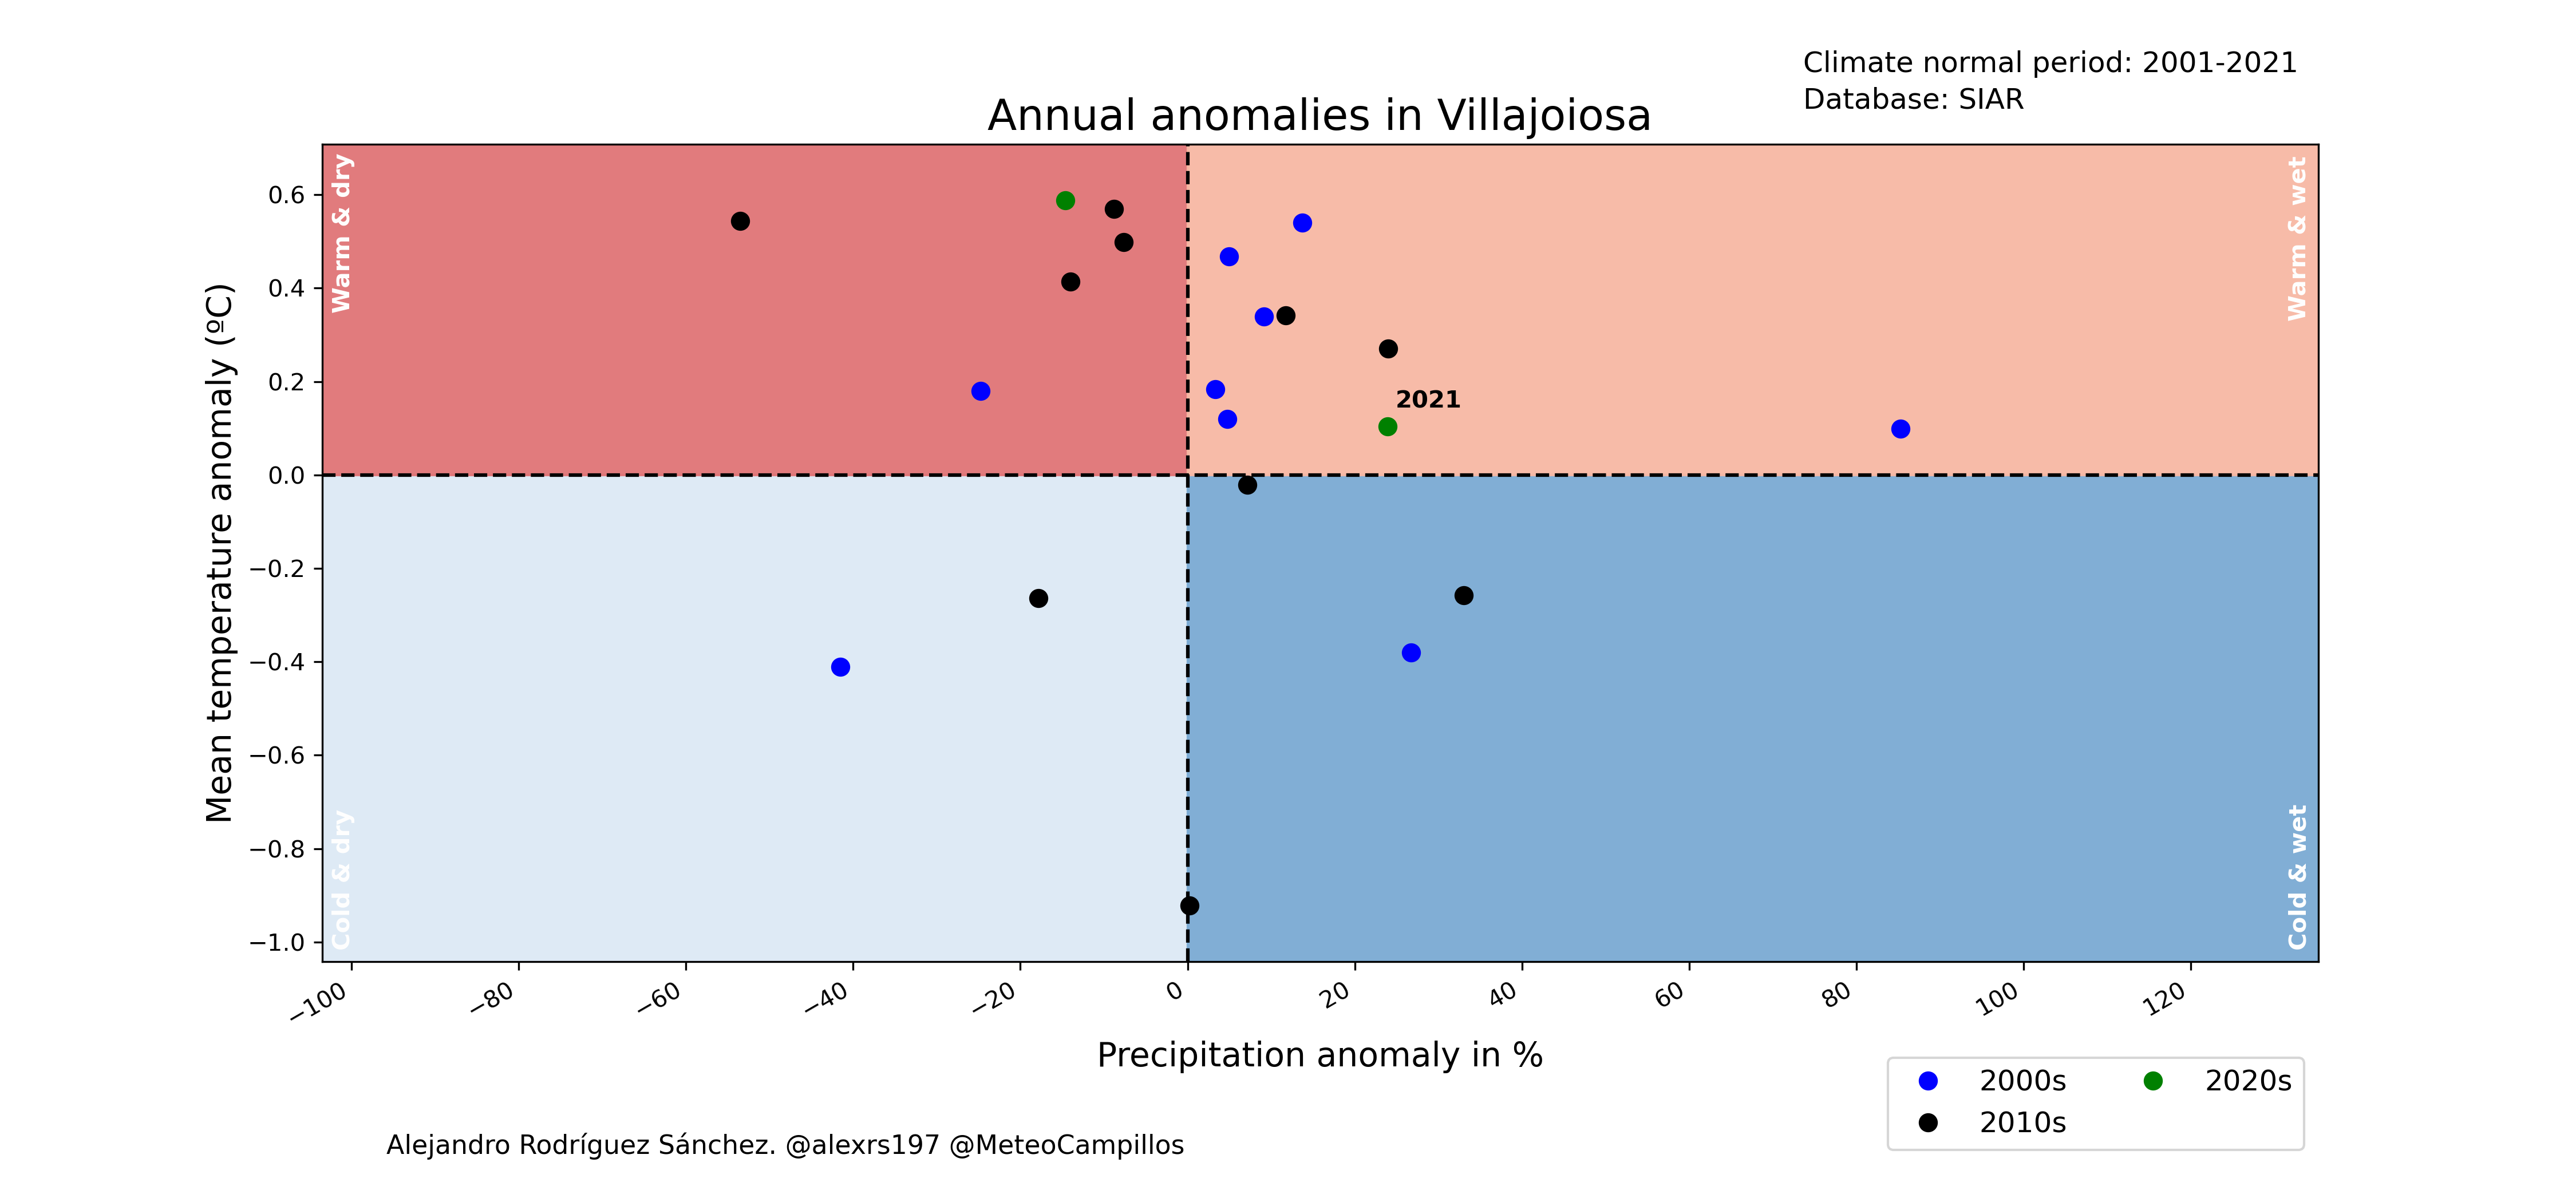 Climate normal period: 2001-2021
Database: SIAR
Annual anomalies in Villajoiosa
Warm & dry
Warm & wet
Cold & dry
Cold & wet
2021
Mean temperature anomaly (ºC)
0.6
0.4
0.2
0.0
−0.2
−0.4
−0.6
−0.8
−1.0
−100
−80
−60
−40
−20
0
20
40
60
80
100
120
Precipitation anomaly in %
2000s
2010s
2020s
Alejandro Rodríguez Sánchez. @alexrs197 @MeteoCampillos